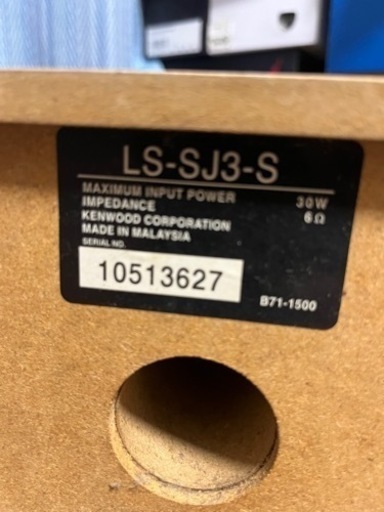 LS-SJ3-S
MAXIMUM INPUT POWER 30W
IMPEDANCE 6Ω
KENWOOD CORPORATION
MADE IN MALAYSIA
SERIAL NO.
10513627
B71-1500